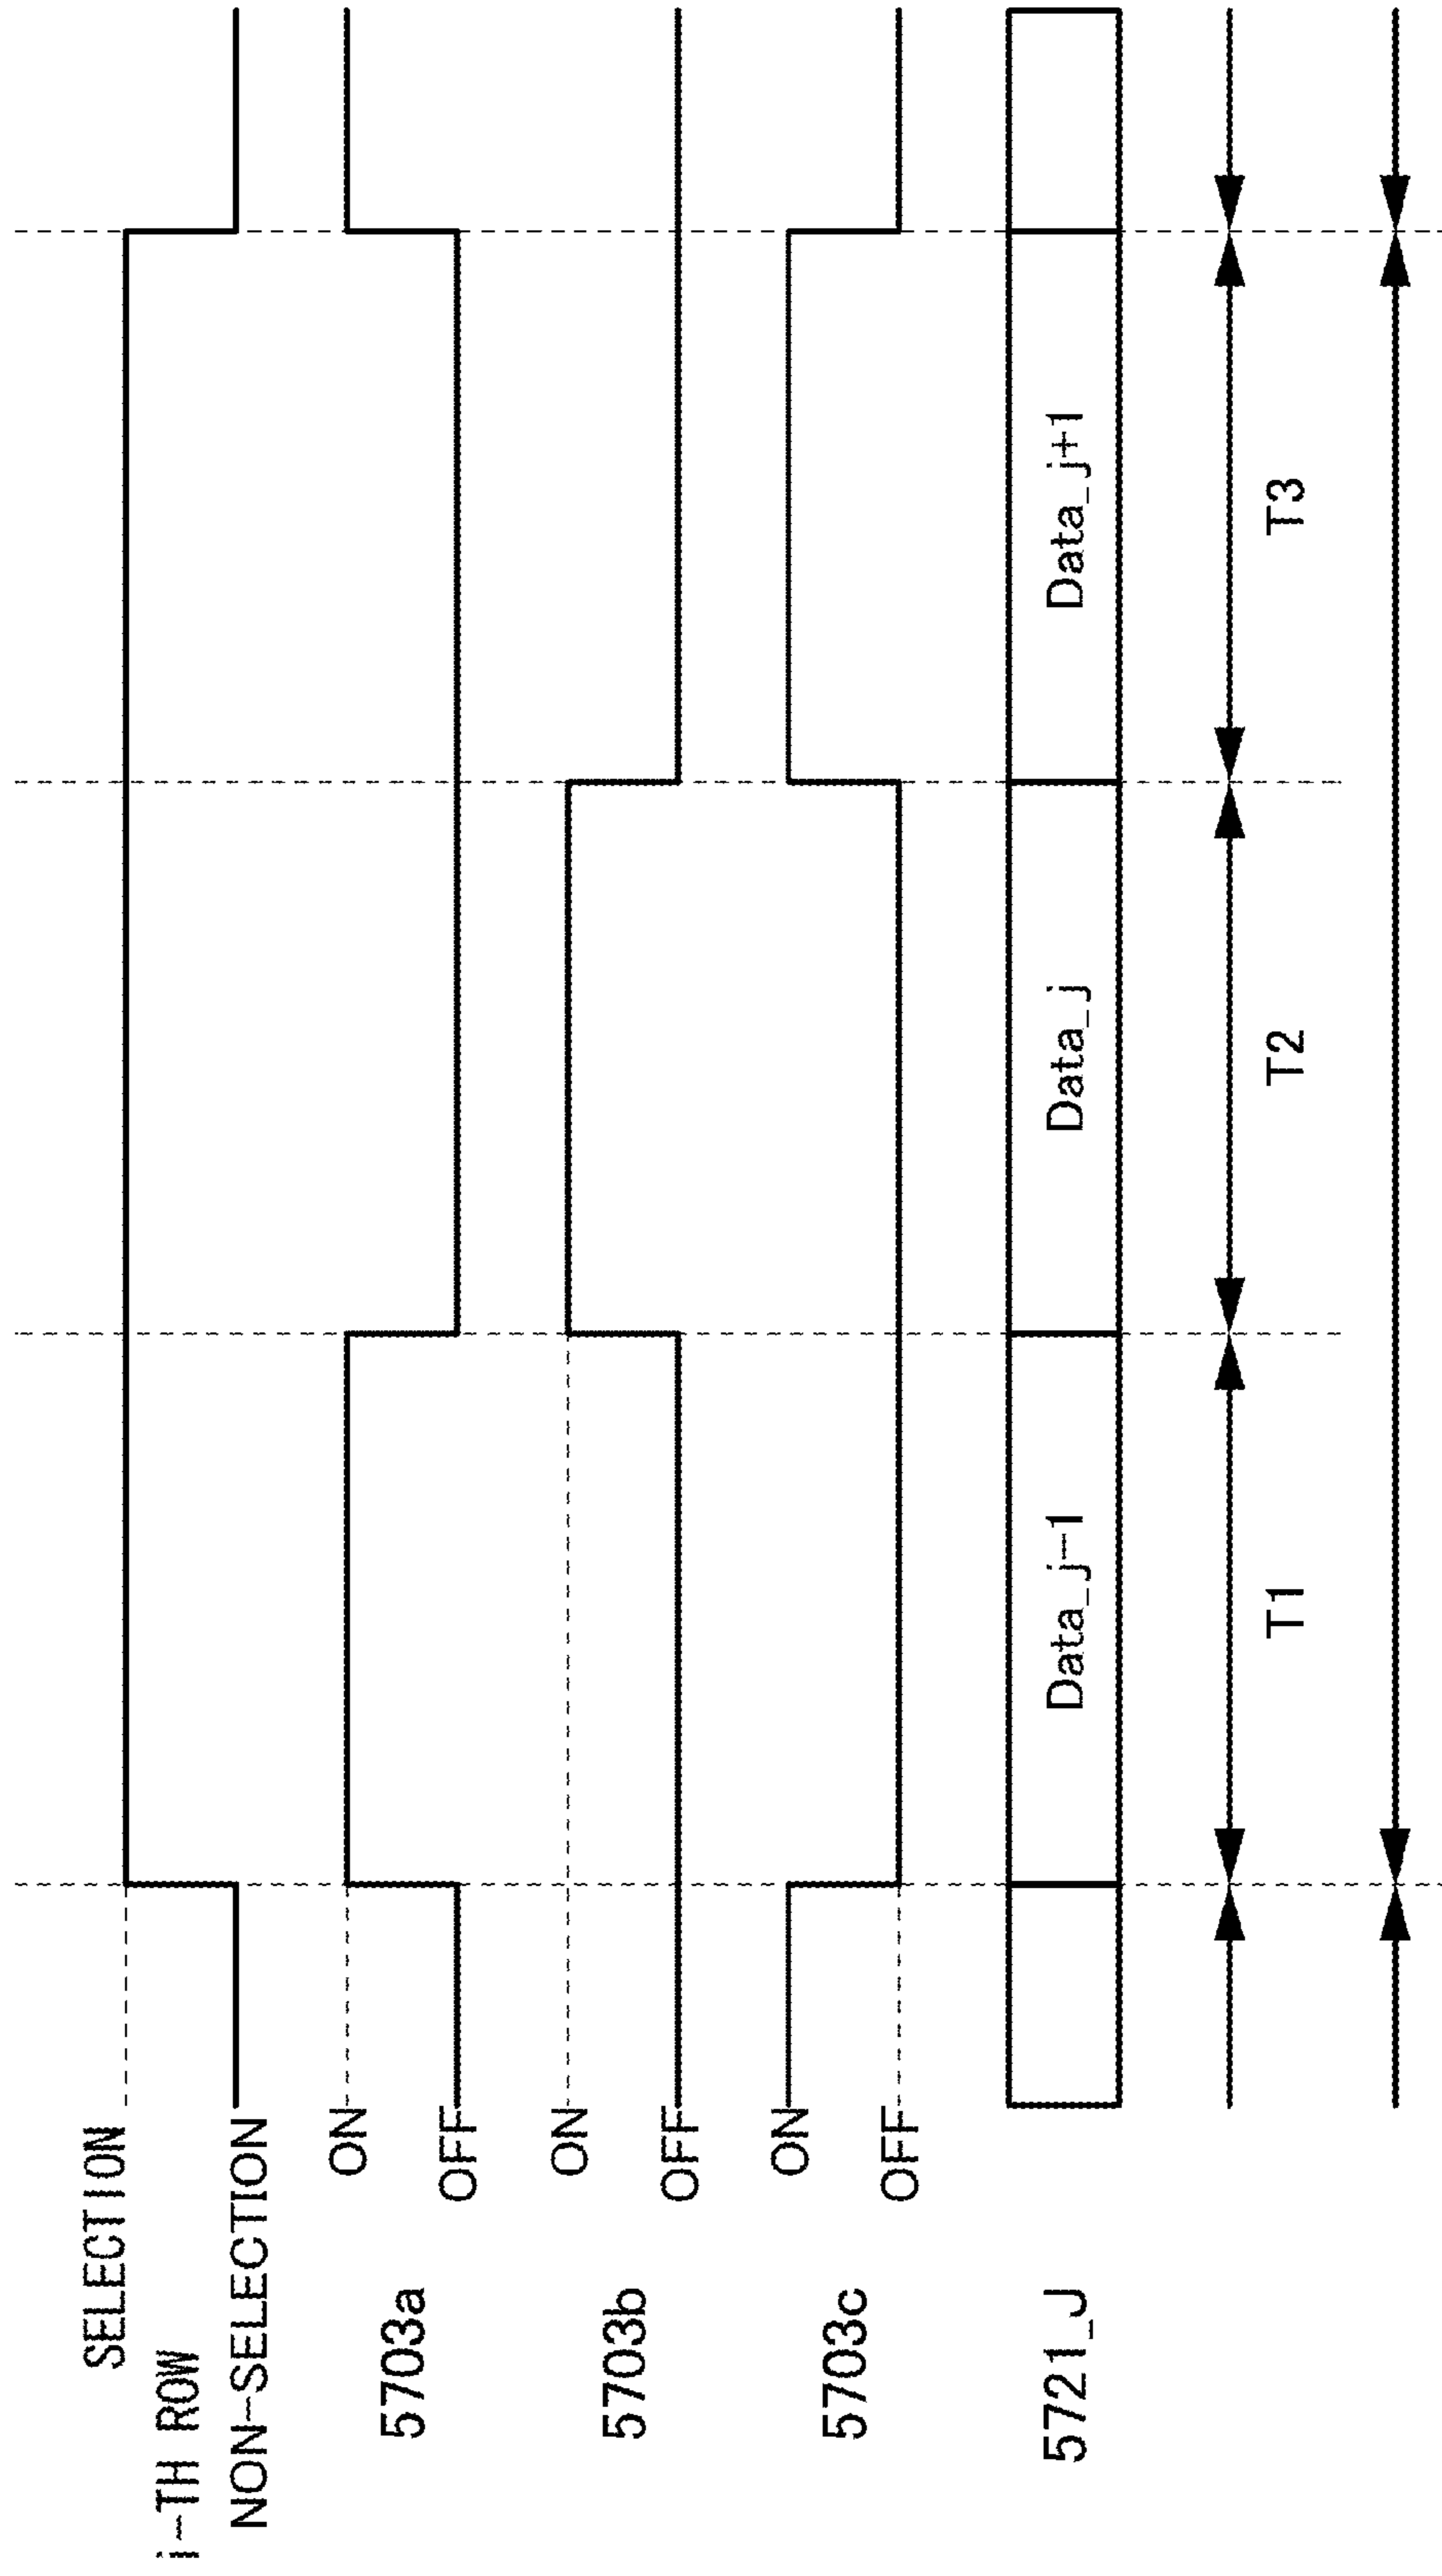 SELECTION
i-TH ROW
NON-SELECTION
ON
5703a
OFF
ON
5703b
OFF
ON
5703c
OFF
5721_J
Data_j-1
Data_j
Data_j+1
T1
T2
T3